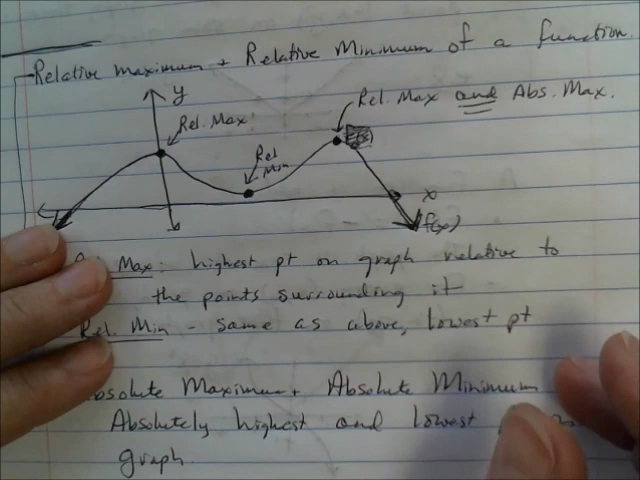 Relative maximum + Relative Minimum of a function.
y
Rel. Max and Abs. Max.
Rel. Max
Rel
Min
x
f(x)
Max: highest pt on graph relative to
the points surrounding it
Rel. Min - same as above, lowest pt
Absolute Maximum + Absolute Minimum
Absolutely highest and lowest
graph.